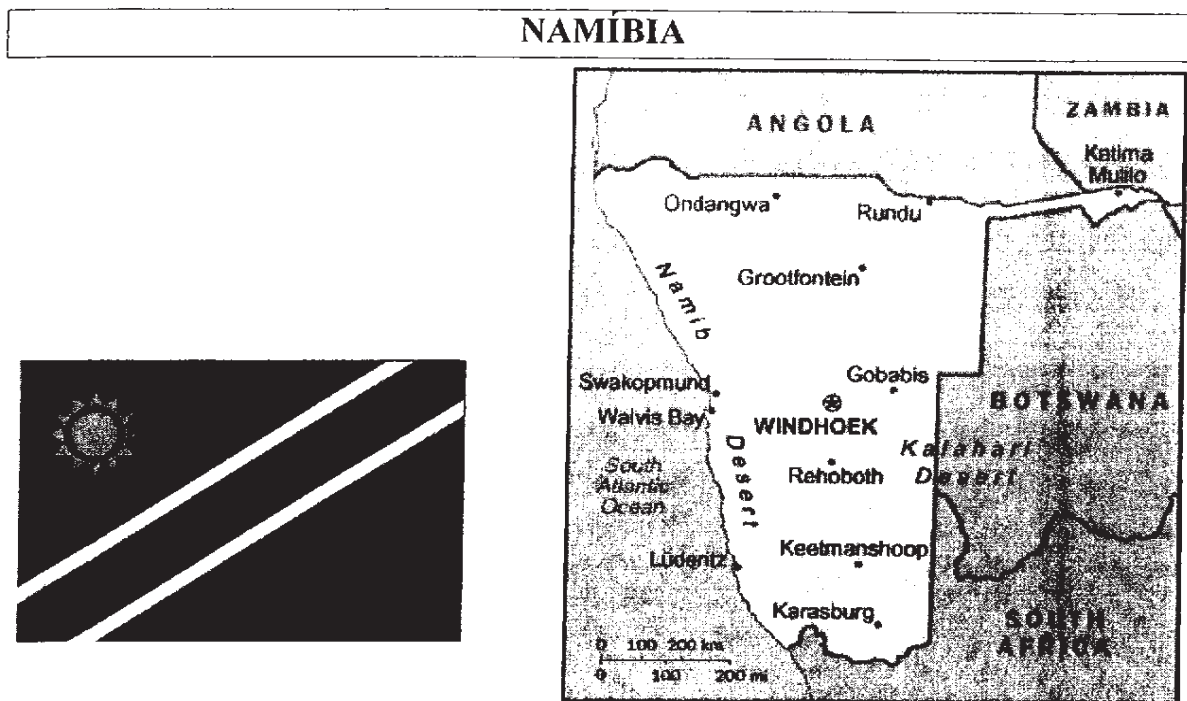 NAMÍBIA
ANGOLA
ZAMBIA
Katima
Mulilo
Ondangwa
Rundu
Grootfontein
Namib
Desert
Swakopmund
Walvis Bay
Gobabis
WINDHOEK
BOTSWANA
Kalahari
Desert
South
Atlantic
Ocean
Rehoboth
Lüderitz
Keetmanshoop
Karasburg
SOUTH
AFRICA
0 100 200 km
0 100 200 mi